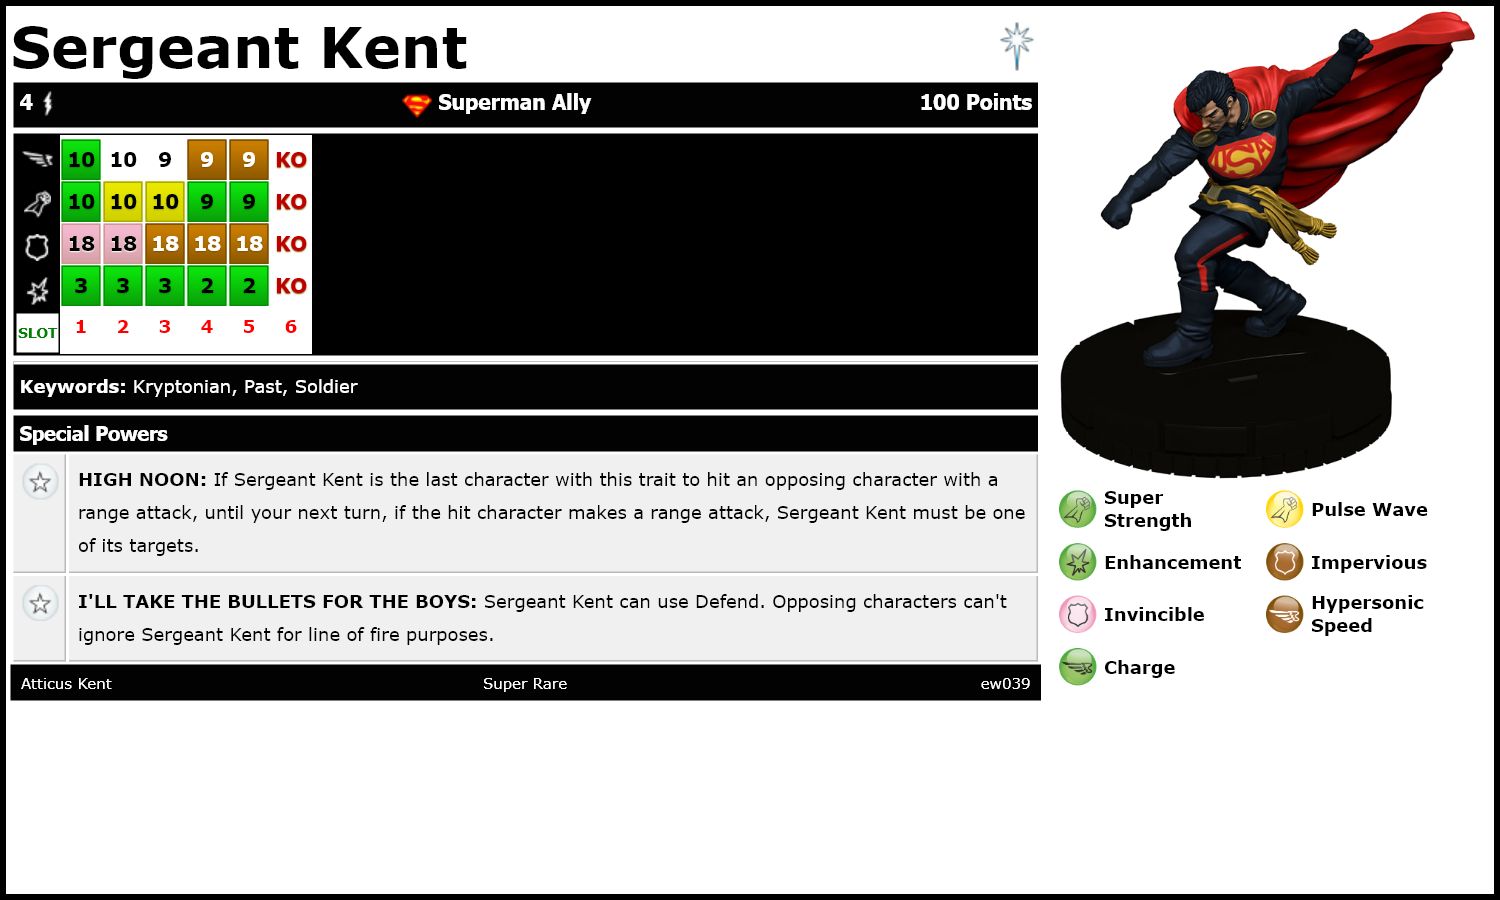 Sergeant Kent
4 Superman Ally 100 Points
10 10 9 9 9 KO
10 10 10 9 9 KO
18 18 18 18 18 KO
3 3 3 2 2 KO
SLOT 1 2 3 4 5 6
Keywords: Kryptonian, Past, Soldier
Special Powers
HIGH NOON: If Sergeant Kent is the last character with this trait to hit an opposing character with a
range attack, until your next turn, if the hit character makes a range attack, Sergeant Kent must be one
of its targets.
I'LL TAKE THE BULLETS FOR THE BOYS: Sergeant Kent can use Defend. Opposing characters can't
ignore Sergeant Kent for line of fire purposes.
Atticus Kent Super Rare ew039
USA
Super
Strength
Pulse Wave
Enhancement
Impervious
Invincible
Hypersonic
Speed
Charge